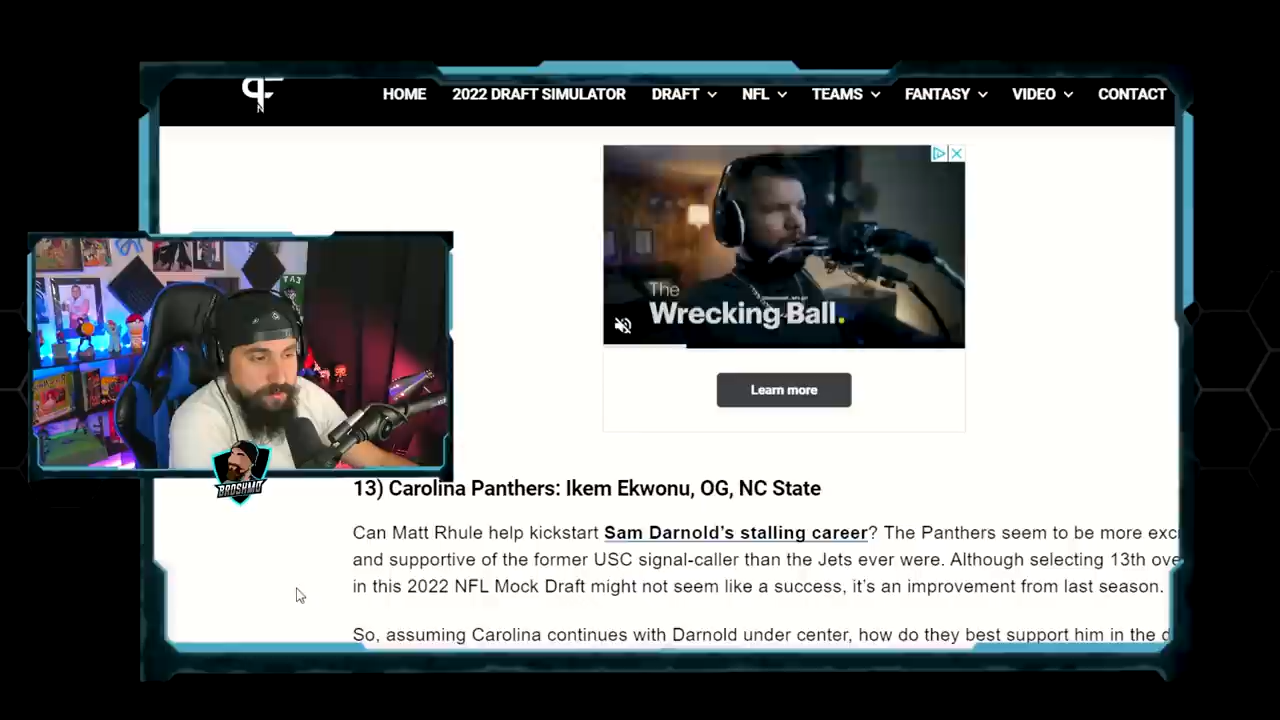 HOME 2022 DRAFT SIMULATOR DRAFT NFL TEAMS FANTASY VIDEO CONTACT
The
Wrecking Ball.
Learn more
BROSHMO
13) Carolina Panthers: Ikem Ekwonu, OG, NC State
Can Matt Rhule help kickstart Sam Darnold's stalling career? The Panthers seem to be more exci
and supportive of the former USC signal-caller than the Jets ever were. Although selecting 13th ove
in this 2022 NFL Mock Draft might not seem like a success, it's an improvement from last season.
So, assuming Carolina continues with Darnold under center, how do they best support him in the d